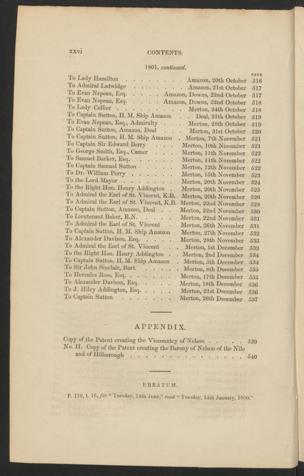 xxvi CONTENTS.
1801, continued.
PAGE
To Lady Hamilton . . . . . . Amazon, 20th October 516
To Admiral Lutwidge . . . . . Amazon, 21st October 517
To Evan Nepean, Esq. . . . Amazon, Downs, 22nd October 517
To Evan Nepean, Esq. . . . Amazon, Downs, 22nd October 518
To Lady Collier . . . . . . Merton, 24th October 518
To Captain Sutton, H. M. Ship Amazon . . Deal, 25th October 519
To Evan Nepean, Esq., Admiralty . . Merton, 28th October 519
To Captain Sutton, Amazon, Deal . . Merton, 31st October 520
To Captain Sutton, H. M. Ship Amazon . Merton, 7th November 521
To Captain Sir Edward Berry . . . Merton, 10th November 521
To George Smith, Esq., Camer . . Merton, 11th November 522
To Samuel Barker, Esq. . . . . Merton, 11th November 522
To Captain Samuel Sutton . . . Merton, 12th November 522
To Dr. William Perry . . . . . Merton, 15th November 523
To the Lord Mayor . . . . . Merton, 20th November 524
To the Right Hon. Henry Addington . Merton, 20th November 525
To Admiral the Earl of St. Vincent, K.B. Merton, 20th November 526
To Admiral the Earl of St. Vincent, K.B. Merton, 22nd November 528
To Captain Sutton, Amazon, Deal . . Merton, 22nd November 530
To Lieutenant Baker, R.N. . . . Merton, 22nd November 531
To Admiral the Earl of St. Vincent . Merton, 26th November 531
To Captain Sutton, H. M. Ship Amazon Merton, 27th November 532
To Alexander Davison, Esq. . . . Merton, 28th November 533
To Admiral the Earl of St. Vincent . Merton, 1st December 533
To the Right Hon. Henry Addington . Merton, 2nd December 534
To Captain Sutton, H. M. Ship Amazon . Merton, 5th December 534
To Sir John Sinclair, Bart. . . . Merton, 8th December 535
To Hercules Ross, Esq. . . . . Merton, 17th December 535
To Alexander Davison, Esq. . . . Merton, 18th December 536
To J. Hiley Addington, Esq. . . . Merton, 21st December 536
To Captain Sutton . . . . . Merton, 26th December 537
APPENDIX.
Copy of the Patent creating the Viscountcy of Nelson . . . . . 539
No. II. Copy of the Patent creating the Barony of Nelson of the Nile
and of Hilborough . . . . . . . . . . . . 540
ERRATUM.
P. 119, l. 16, for "Tuesday, 14th June," read "Tuesday, 15th January, 1800."